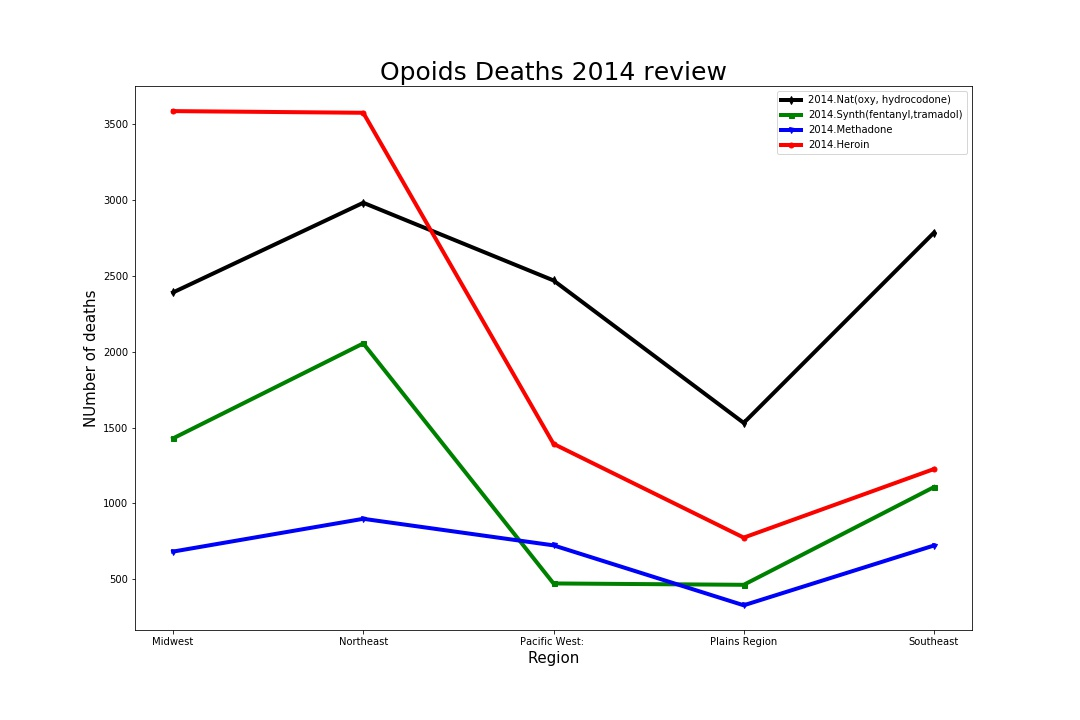 Opoids Deaths 2014 review
2014.Nat(oxy, hydrocodone)
2014.Synth(fentanyl,tramadol)
2014.Methadone
2014.Heroin
NUmber of deaths
3500
3000
2500
2000
1500
1000
500
Midwest Northeast Pacific West: Plains Region Southeast
Region